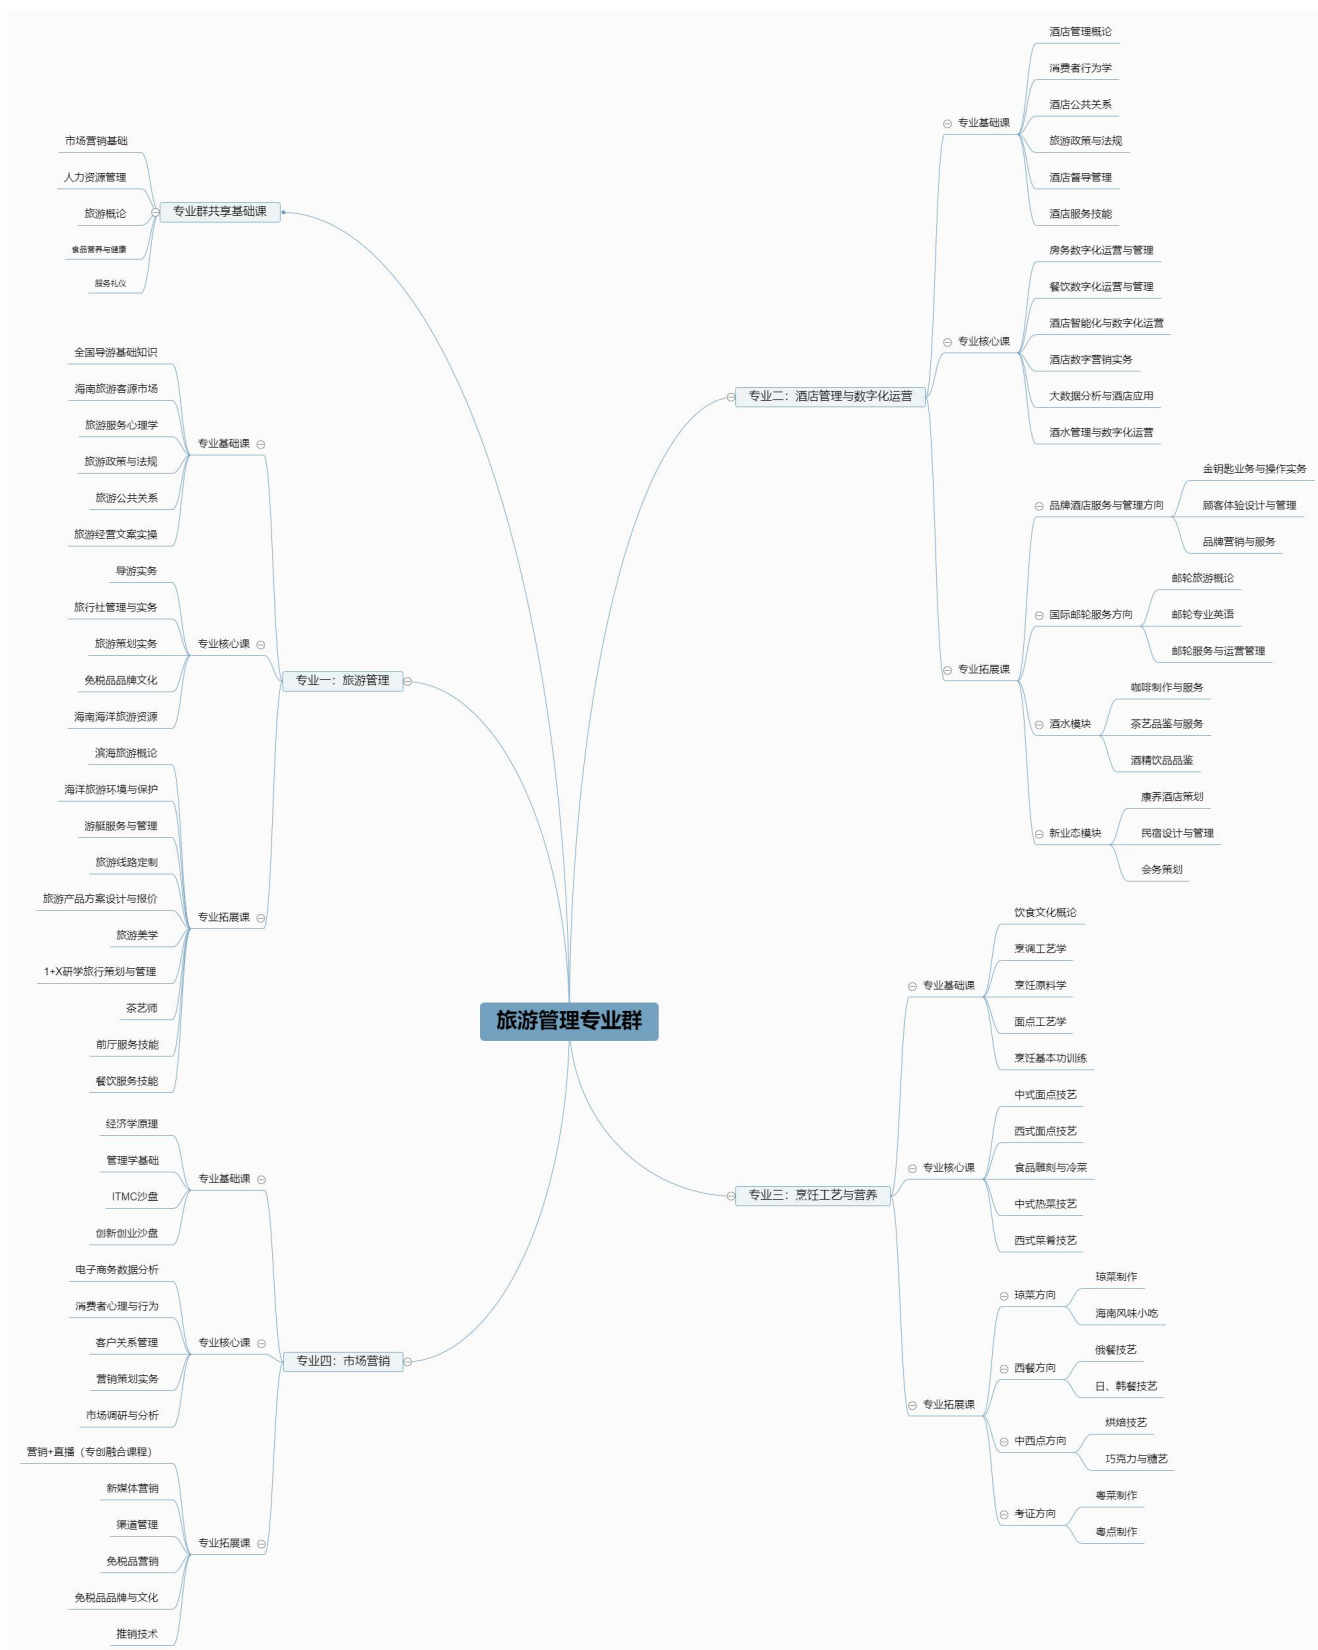 旅游管理专业群
专业群共享基础课
市场营销基础
人力资源管理
旅游概论
食品营养与健康
服务礼仪
专业一：旅游管理
专业基础课
全国导游基础知识
海南旅游客源市场
旅游服务心理学
旅游政策与法规
旅游公共关系
旅游经营文案实操
专业核心课
导游实务
旅行社管理与实务
旅游策划实务
免税品品牌文化
海南海洋旅游资源
专业拓展课
滨海旅游概论
海洋旅游环境与保护
游艇服务与管理
旅游线路定制
旅游产品方案设计与报价
旅游美学
1+X研学旅行策划与管理
茶艺师
前厅服务技能
餐饮服务技能
专业四：市场营销
专业基础课
经济学原理
管理学基础
ITMC沙盘
创新创业沙盘
专业核心课
电子商务数据分析
消费者心理与行为
客户关系管理
营销策划实务
市场调研与分析
专业拓展课
营销+直播（专创融合课程）
新媒体营销
渠道管理
免税品营销
免税品品牌与文化
推销技术
专业二：酒店管理与数字化运营
专业基础课
酒店管理概论
消费者行为学
酒店公共关系
旅游政策与法规
酒店督导管理
酒店服务技能
专业核心课
房务数字化运营与管理
餐饮数字化运营与管理
酒店智能化与数字化运营
酒店数字营销实务
大数据分析与酒店应用
酒水管理与数字化运营
专业拓展课
品牌酒店服务与管理方向
金钥匙业务与操作实务
顾客体验设计与管理
品牌营销与服务
国际邮轮服务方向
邮轮旅游概论
邮轮专业英语
邮轮服务与运营管理
酒水模块
咖啡制作与服务
茶艺品鉴与服务
酒精饮品品鉴
新业态模块
康养酒店策划
民宿设计与管理
会务策划
专业三：烹饪工艺与营养
专业基础课
饮食文化概论
烹调工艺学
烹饪原料学
面点工艺学
烹饪基本功训练
专业核心课
中式面点技艺
西式面点技艺
食品雕刻与冷菜
中式热菜技艺
西式菜肴技艺
专业拓展课
琼菜方向
琼菜制作
海南风味小吃
西餐方向
俄餐技艺
日、韩餐技艺
中西点方向
烘焙技艺
巧克力与糖艺
考证方向
粤菜制作
粤点制作